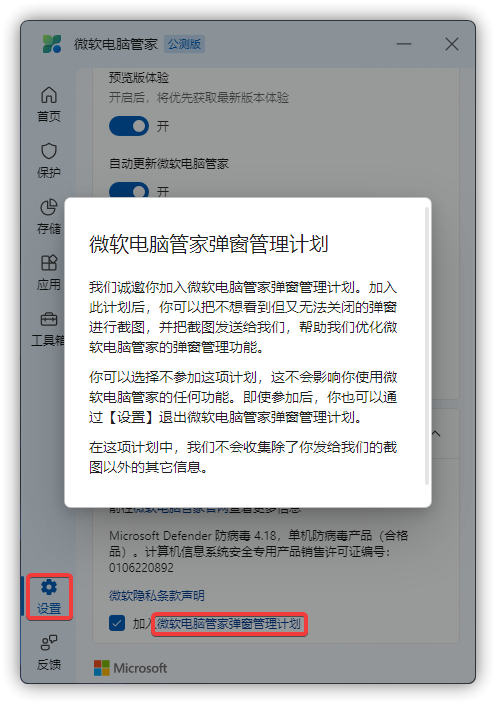 微软电脑管家 公测版
首页
保护
存储
应用
工具箱
设置
反馈
预览版体验
开启后，将优先获取最新版本体验
开
自动更新微软电脑管家
开
微软电脑管家弹窗管理计划
我们诚邀你加入微软电脑管家弹窗管理计划。加入
此计划后，你可以把不想看到但又无法关闭的弹窗
进行截图，并把截图发送给我们，帮助我们优化微
软电脑管家的弹窗管理功能。
你可以选择不参加这项计划，这不会影响你使用微
软电脑管家的任何功能。即使参加后，你也可以通
过【设置】退出微软电脑管家弹窗管理计划。
在这项计划中，我们不会收集除了你发给我们的截
图以外的其它信息。
前往微软电脑管家官网查看更多信息
Microsoft Defender 防病毒 4.18，单机防病毒产品（合格
品）。计算机信息系统安全专用产品销售许可证编号：
0106220892
微软隐私条款声明
加入微软电脑管家弹窗管理计划
Microsoft